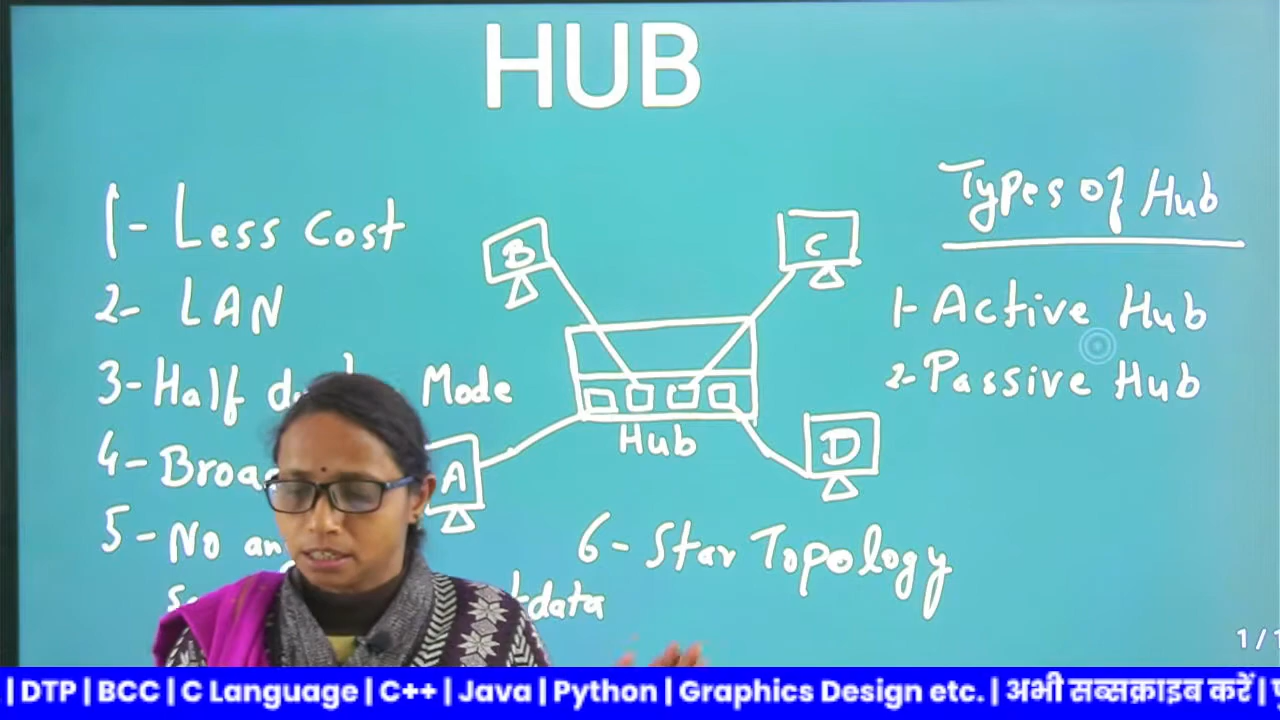 HUB
1- Less Cost
2- LAN
3- Half Mode
4-
5- No
data
B
C
A
D
Hub
6- Star Topology
Types of Hub
1- Active Hub
2- Passive Hub
1/1
| DTP | BCC | C Language | C++ | Java | Python | Graphics Design etc. | अभी सब्सक्राइब करें |